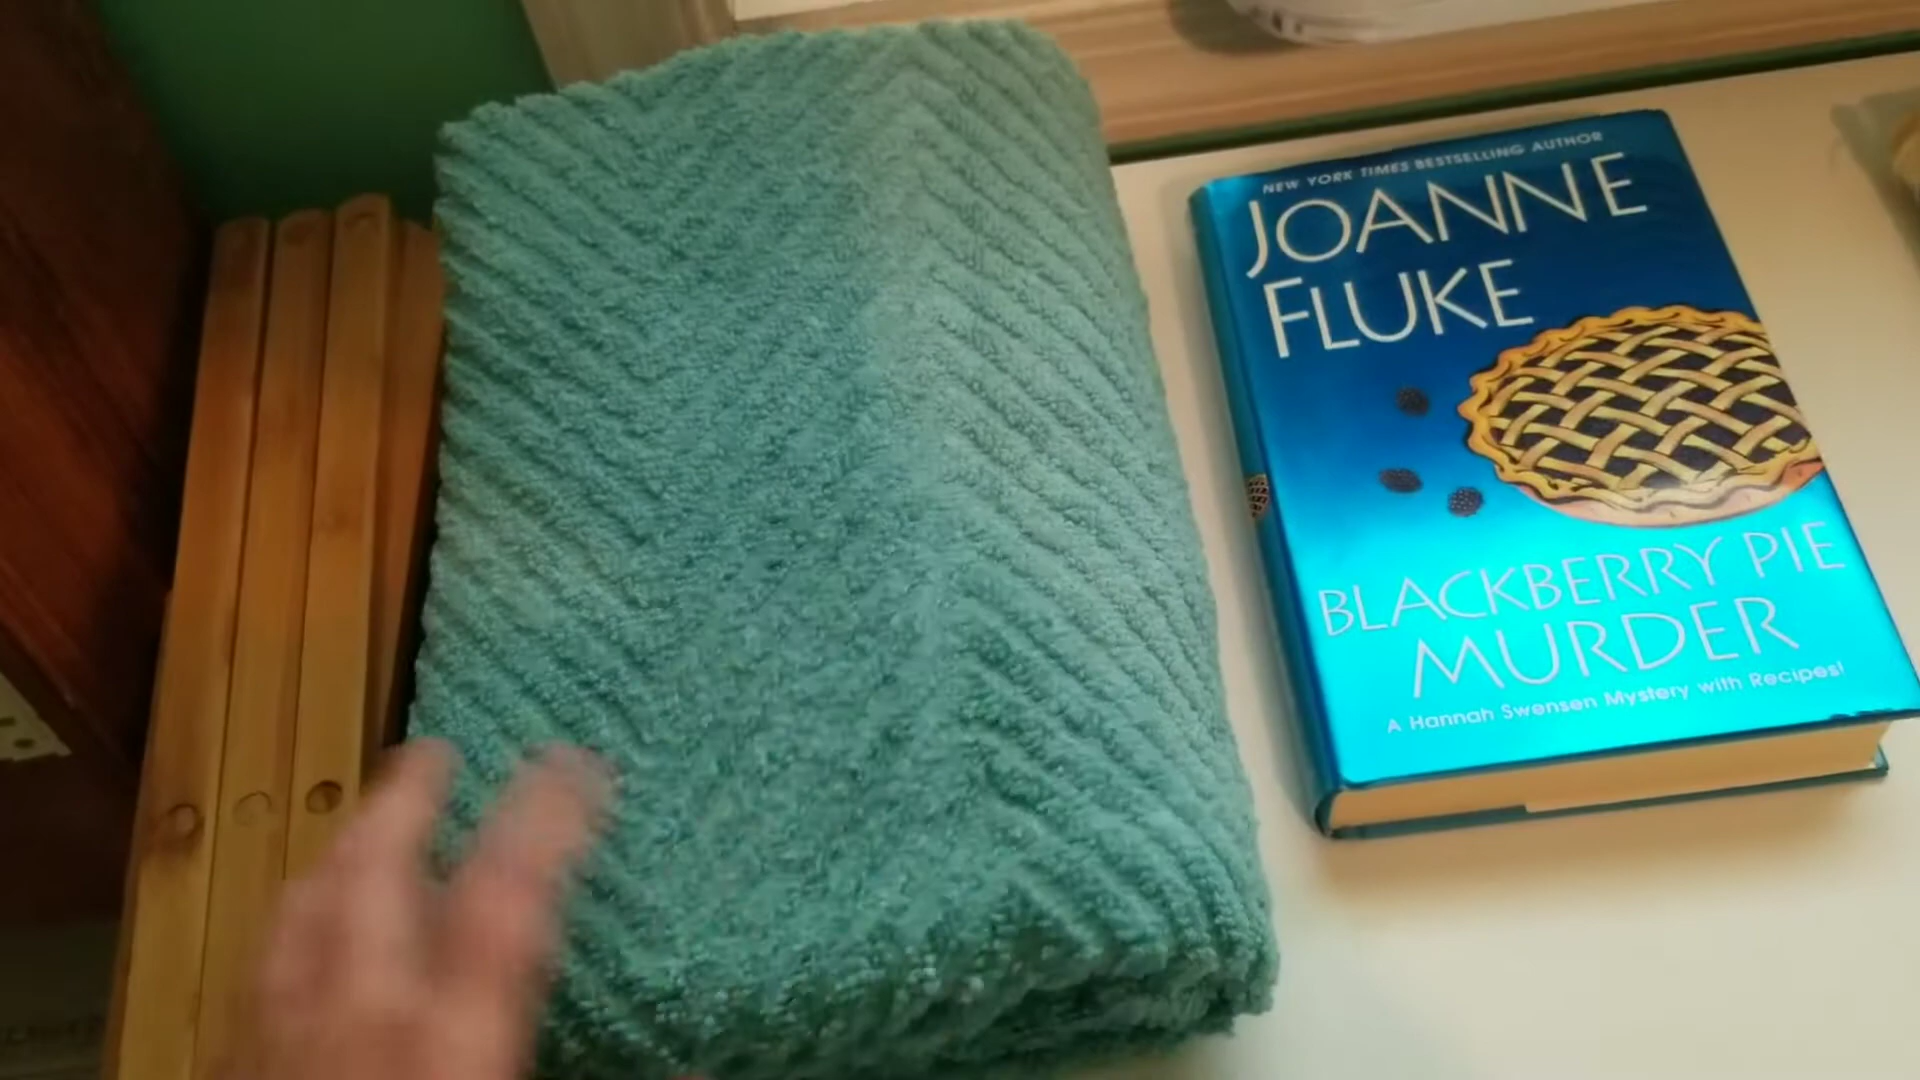 NEW YORK TIMES BESTSELLING AUTHOR
JOANNE
FLUKE
BLACKBERRY PIE
MURDER
A Hannah Swensen Mystery with Recipes!